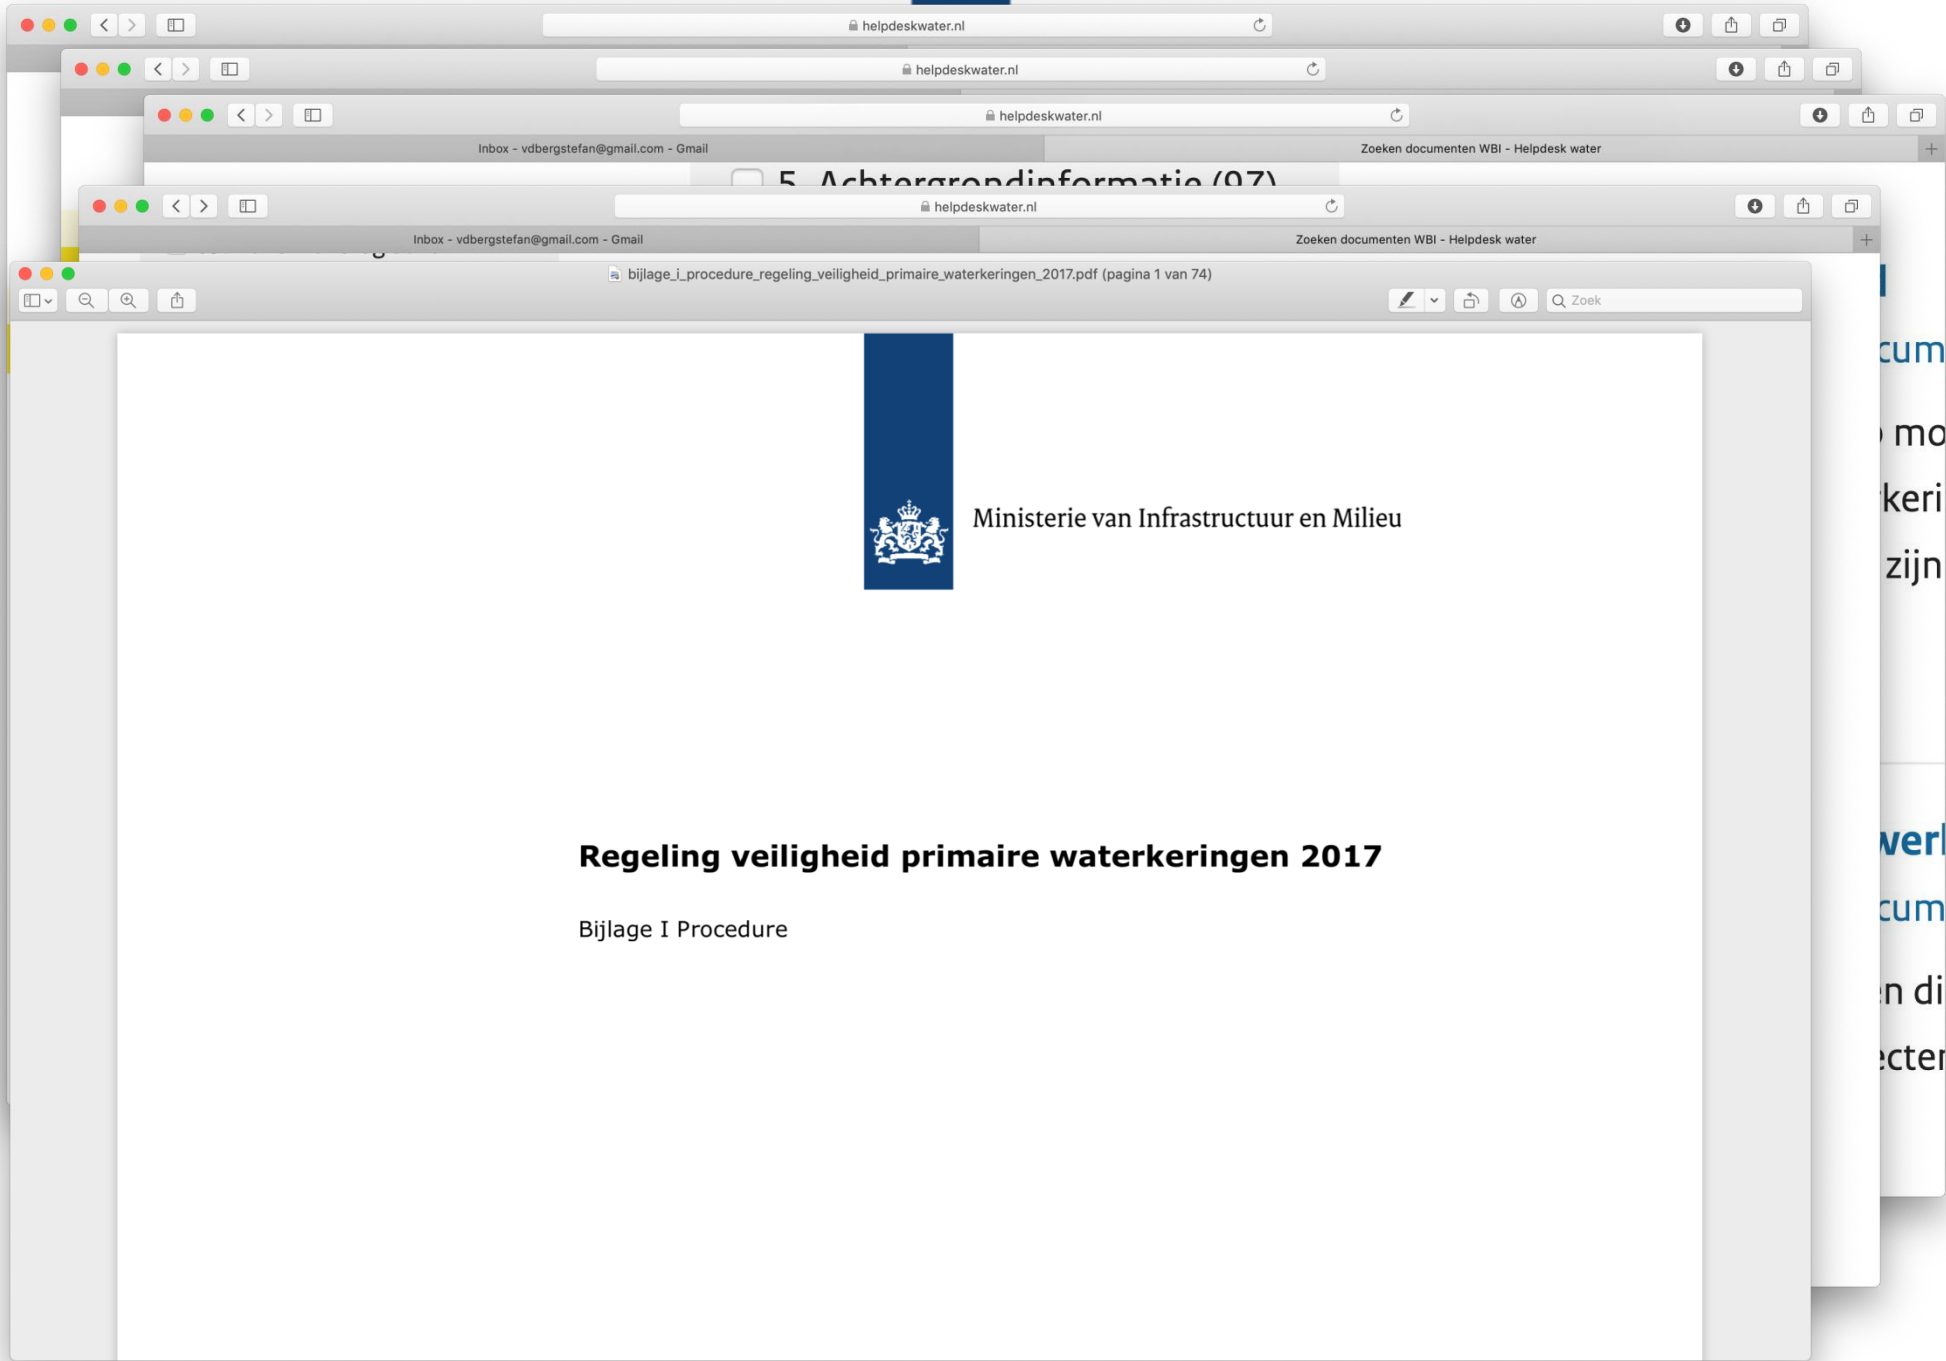 helpdeskwater.nl
helpdeskwater.nl
helpdeskwater.nl
Inbox - vdbergstefan@gmail.com - Gmail
Zoeken documenten WBI - Helpdesk water
5. Achtergrondinformatie (97)
helpdeskwater.nl
Inbox - vdbergstefan@gmail.com - Gmail
Zoeken documenten WBI - Helpdesk water
bijlage_i_procedure_regeling_veiligheid_primaire_waterkeringen_2017.pdf (pagina 1 van 74)
Zoek
cum
mo
keri
zijn
Ministerie van Infrastructuur en Milieu
Regeling veiligheid primaire waterkeringen 2017
Bijlage I Procedure
cum
n di